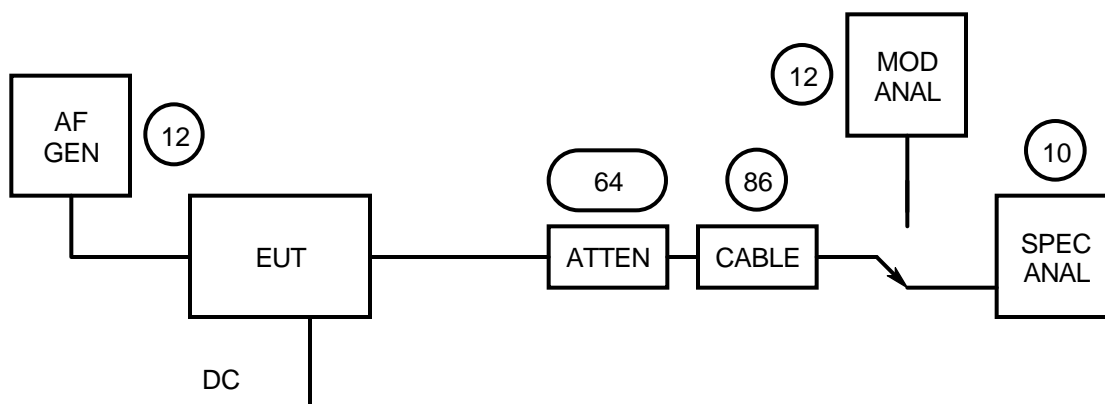 MOD
ANAL
12
AF
GEN
12
10
64
86
EUT
ATTEN
CABLE
SPEC
ANAL
DC